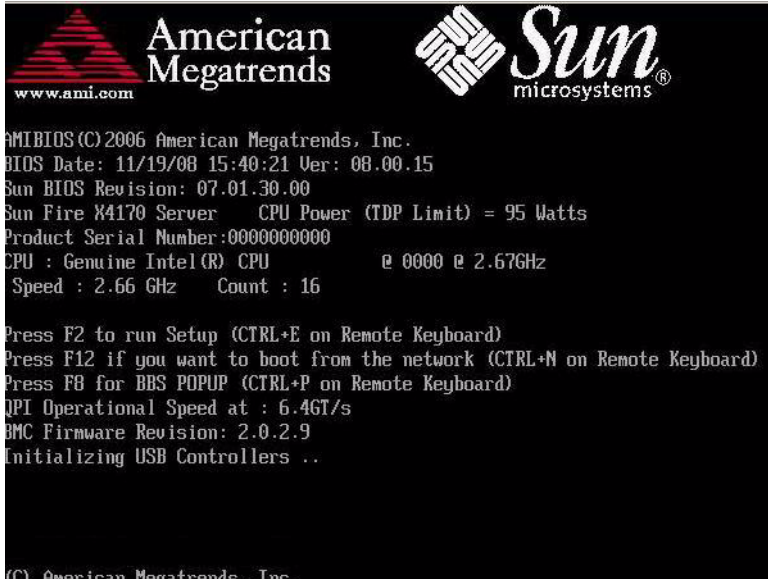 American
Megatrends
www.ami.com
Sun
microsystems®
AMIBIOS(C)2006 American Megatrends, Inc.
BIOS Date: 11/19/08 15:40:21 Ver: 08.00.15
Sun BIOS Revision: 07.01.30.00
Sun Fire X4170 Server CPU Power (TDP Limit) = 95 Watts
Product Serial Number:0000000000
CPU : Genuine Intel(R) CPU @ 0000 @ 2.67GHz
Speed : 2.66 GHz Count : 16
Press F2 to run Setup (CTRL+E on Remote Keyboard)
Press F12 if you want to boot from the network (CTRL+N on Remote Keyboard)
Press F8 for BBS POPUP (CTRL+P on Remote Keyboard)
QPI Operational Speed at : 6.4GT/s
BMC Firmware Revision: 2.0.2.9
Initializing USB Controllers ..
(C) American Megatrends, Inc.